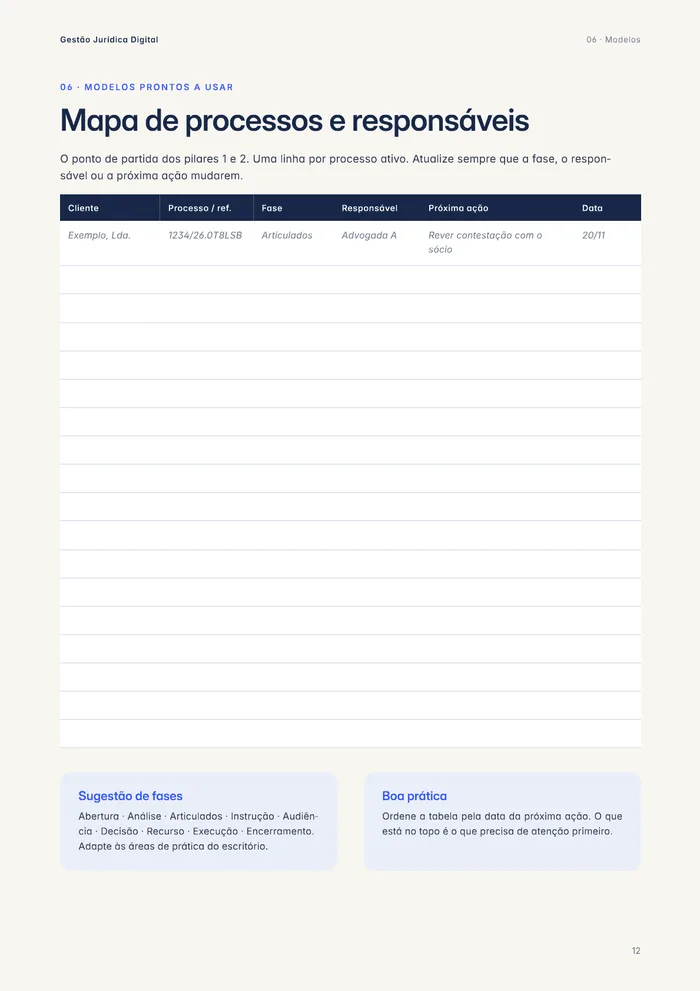 Gestão Jurídica Digital
06 · Modelos
06 · MODELOS PRONTOS A USAR
Mapa de processos e responsáveis
O ponto de partida dos pilares 1 e 2. Uma linha por processo ativo. Atualize sempre que a fase, o respon-
sável ou a próxima ação mudarem.
Cliente Processo / ref. Fase Responsável Próxima ação Data
Exemplo, Lda. 1234/26.0T8LSB Articulados Advogada A Rever contestação com o 20/11
sócio
Sugestão de fases
Abertura · Análise · Articulados · Instrução · Audiên-
cia · Decisão · Recurso · Execução · Encerramento.
Adapte às áreas de prática do escritório.
Boa prática
Ordene a tabela pela data da próxima ação. O que
está no topo é o que precisa de atenção primeiro.
12